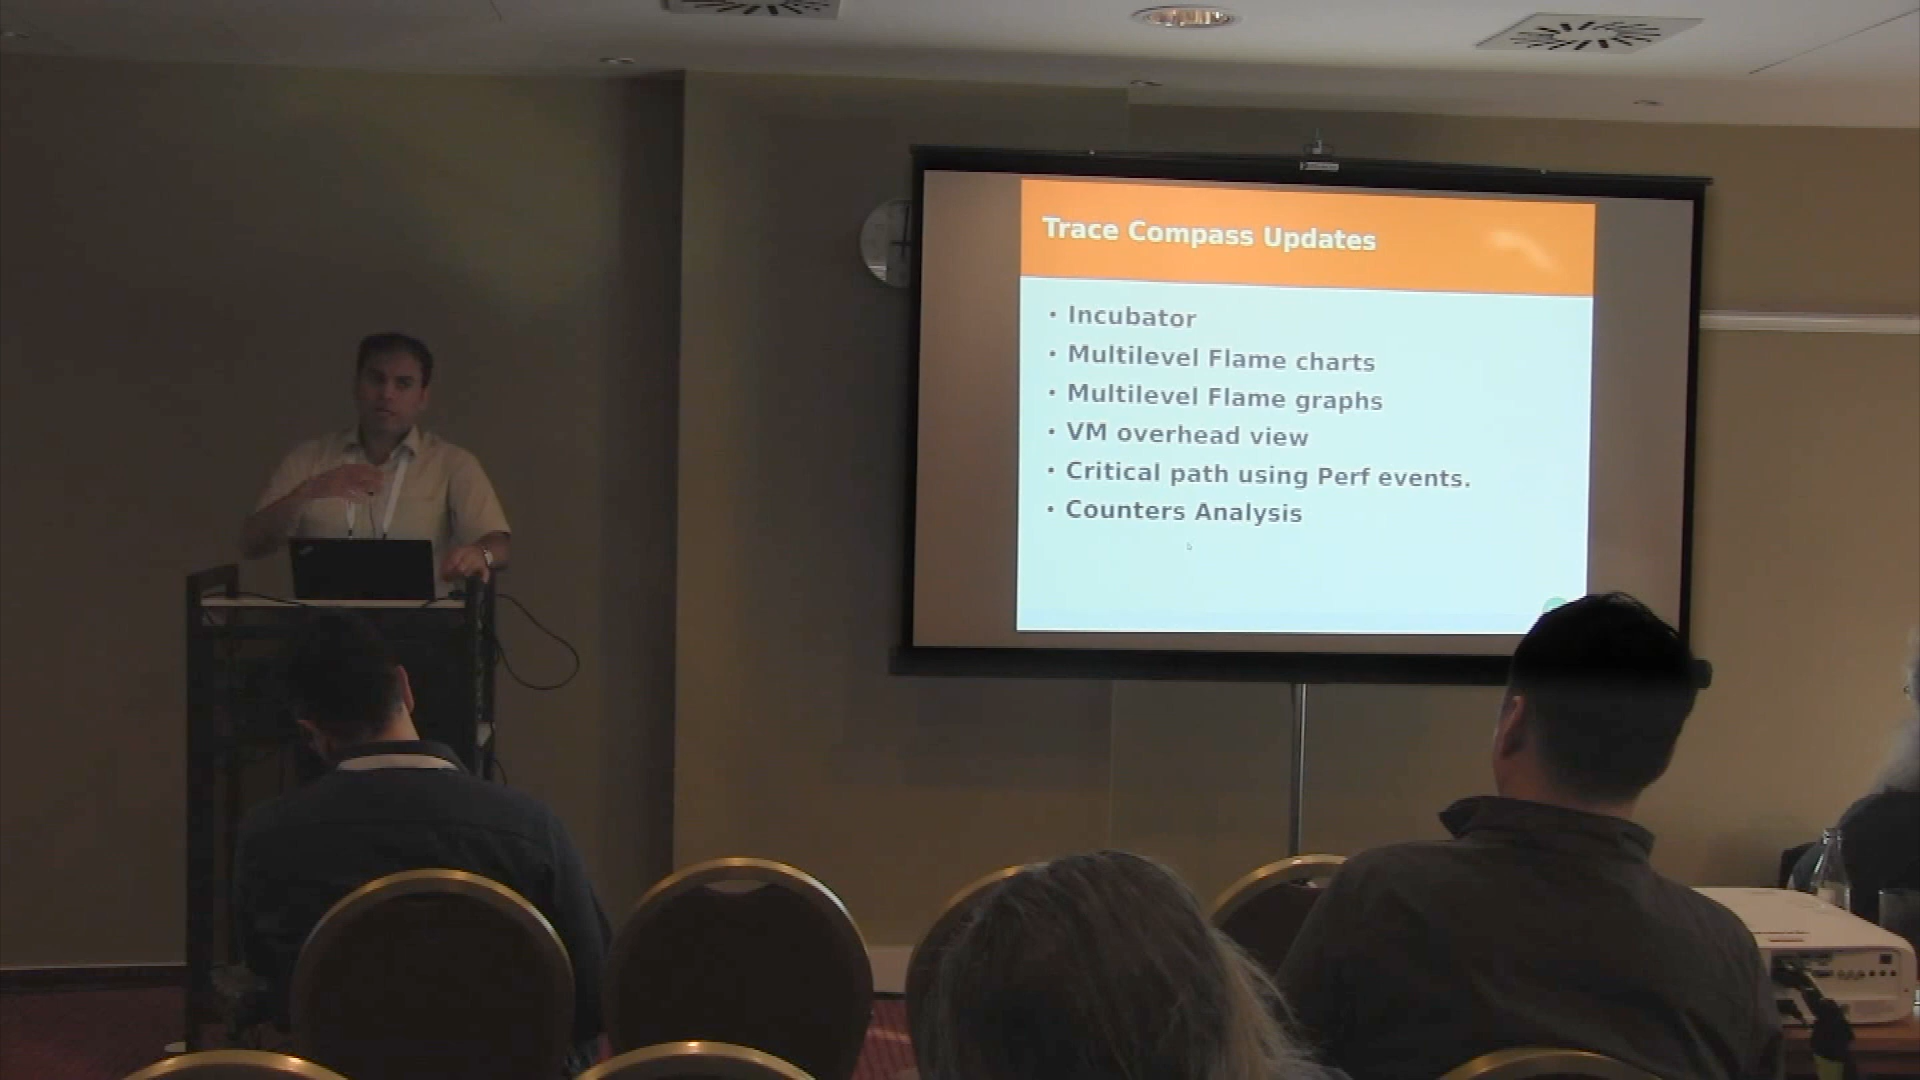 Trace Compass Updates
• Incubator
• Multilevel Flame charts
• Multilevel Flame graphs
• VM overhead view
• Critical path using Perf events.
• Counters Analysis